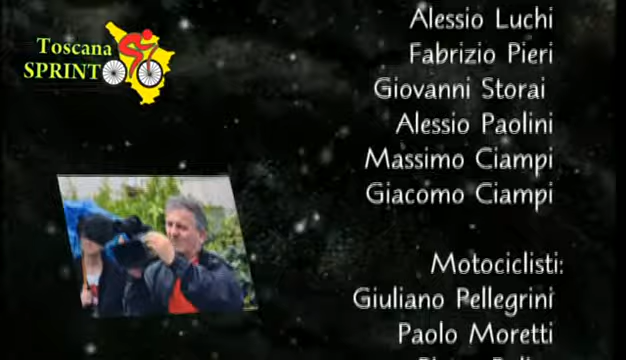 Toscana
SPRINT
Alessio Luchi
Fabrizio Pieri
Giovanni Storai
Alessio Paolini
Massimo Ciampi
Giacomo Ciampi
Motociclisti:
Giuliano Pellegrini
Paolo Moretti